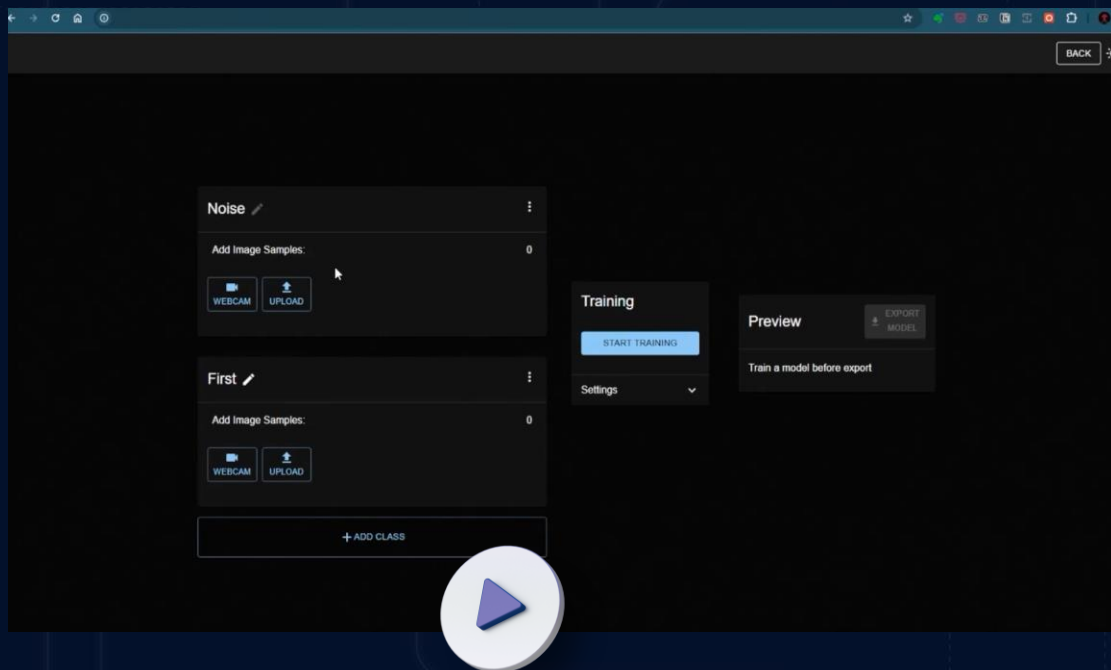 BACK
Noise
Add Image Samples: 0
WEBCAM UPLOAD
First
Add Image Samples: 0
WEBCAM UPLOAD
+ ADD CLASS
Training
START TRAINING
Settings
Preview
EXPORT
MODEL
Train a model before export